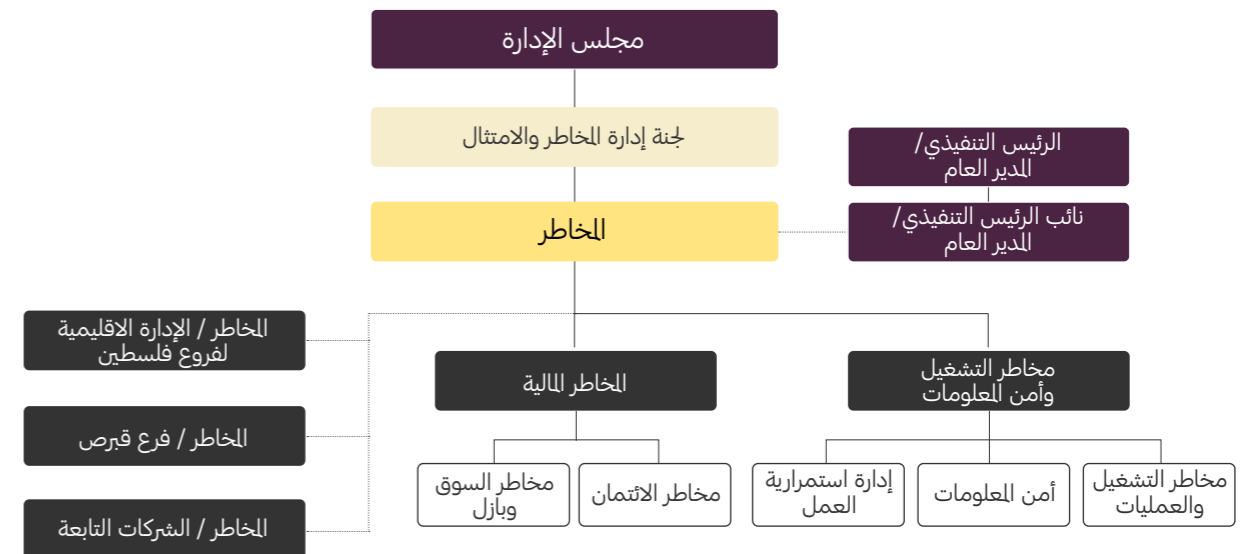 مجلس الإدارة
لجنة إدارة المخاطر والامتثال
الرئيس التنفيذي/
المدير العام
المخاطر
نائب الرئيس التنفيذي/
المدير العام
مخاطر التشغيل
وأمن المعلومات
المخاطر المالية
المخاطر / الإدارة الاقليمية
لفروع فلسطين
المخاطر / فرع قبرص
المخاطر / الشركات التابعة
مخاطر التشغيل
والعمليات
أمن المعلومات
إدارة استمرارية
العمل
مخاطر الائتمان
مخاطر السوق
وبازل